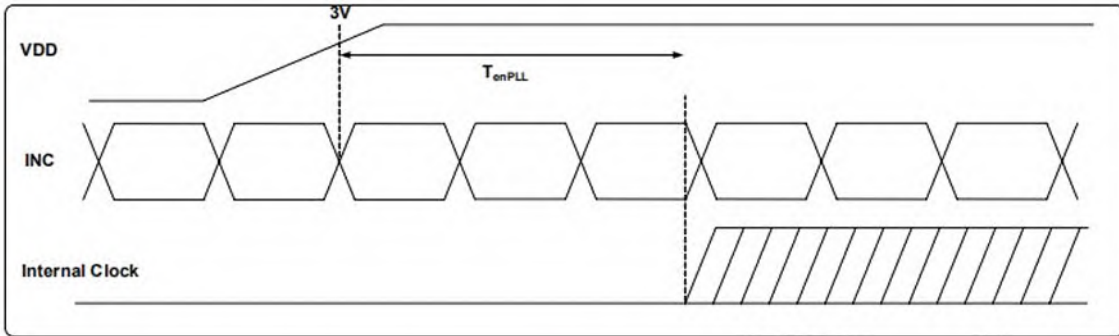 3V
VDD
TenPLL
INC
Internal Clock